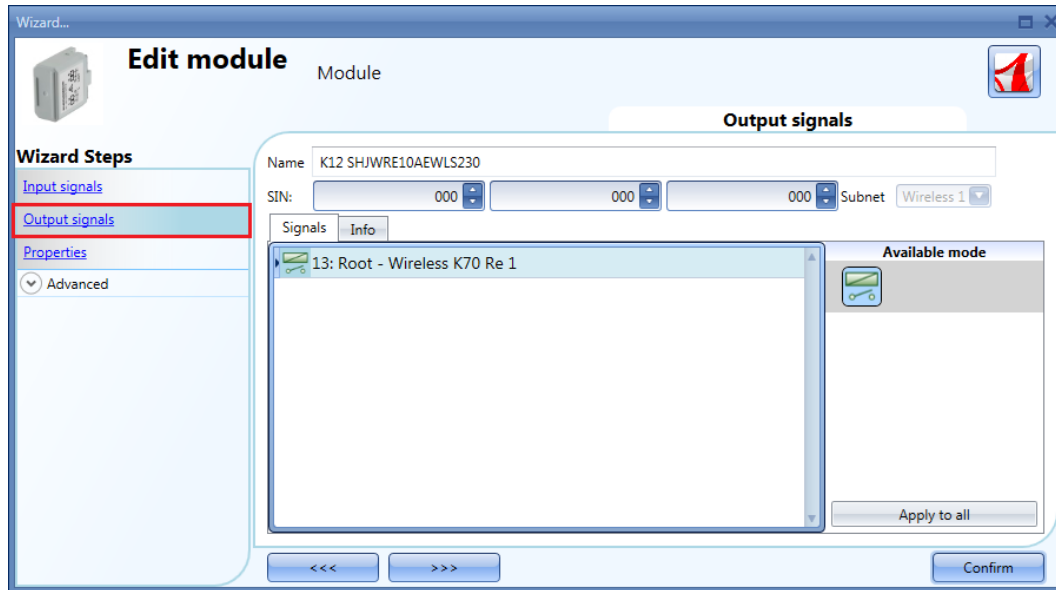 Wizard...
Edit module
Module
Output signals
Wizard Steps
Input signals
Output signals
Properties
Advanced
Name K12 SHJWRE10AEWLS230
SIN: 000 000 000 Subnet Wireless 1
Signals Info
13: Root - Wireless K70 Re 1
Available mode
Apply to all
<<< >>> Confirm